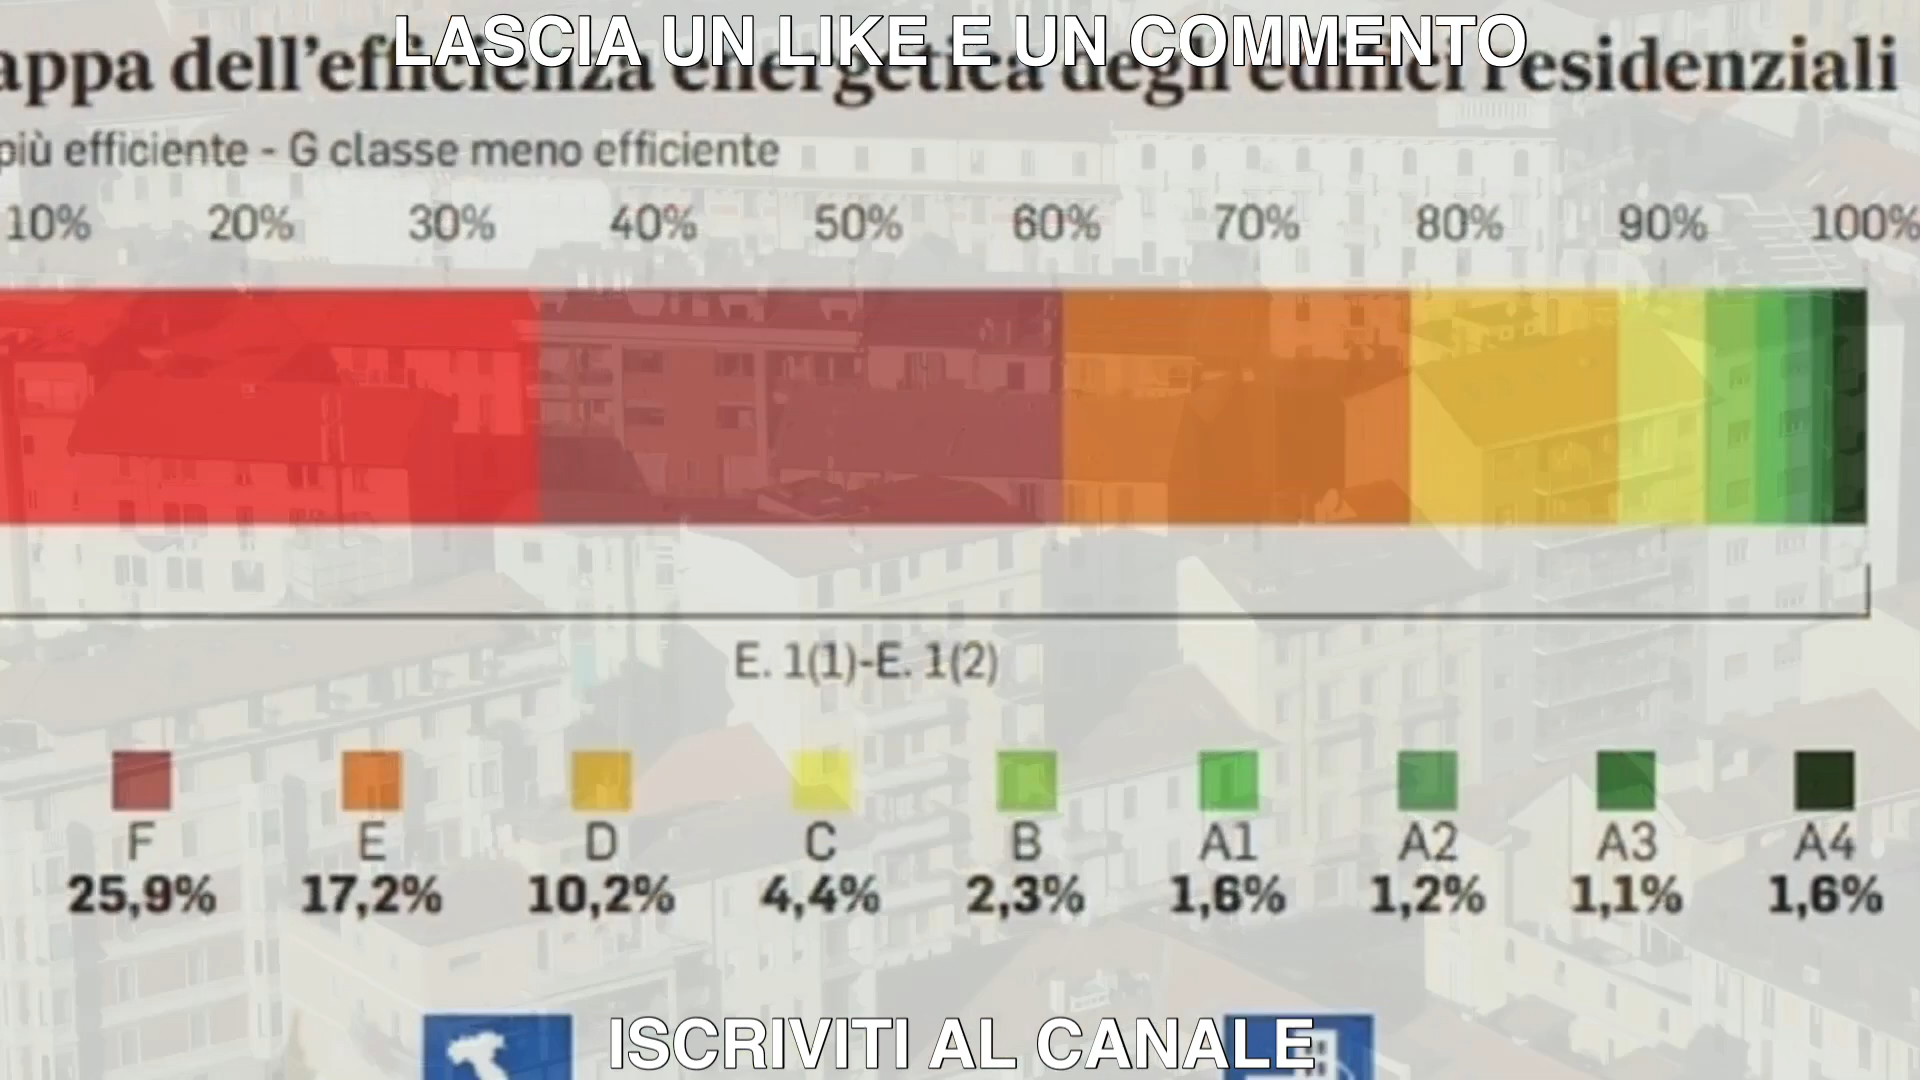 LASCIA UN LIKE E UN COMMENTO
appa dell'efficienza energetica degli edifici residenziali
più efficiente - G classe meno efficiente
10% 20% 30% 40% 50% 60% 70% 80% 90% 100%
E. 1(1)-E. 1(2)
F E D C B A1 A2 A3 A4
25,9% 17,2% 10,2% 4,4% 2,3% 1,6% 1,2% 1,1% 1,6%
ISCRIVITI AL CANALE